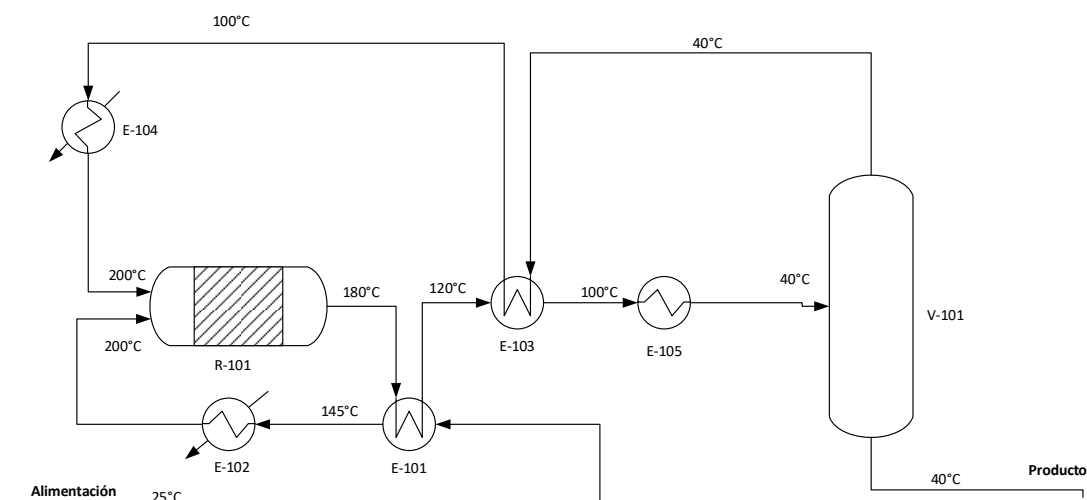 100°C
40°C
E-104
200°C
180°C
120°C
100°C
40°C
V-101
200°C
R-101
E-103
E-105
145°C
E-102
E-101
Producto
40°C
Alimentación
25°C